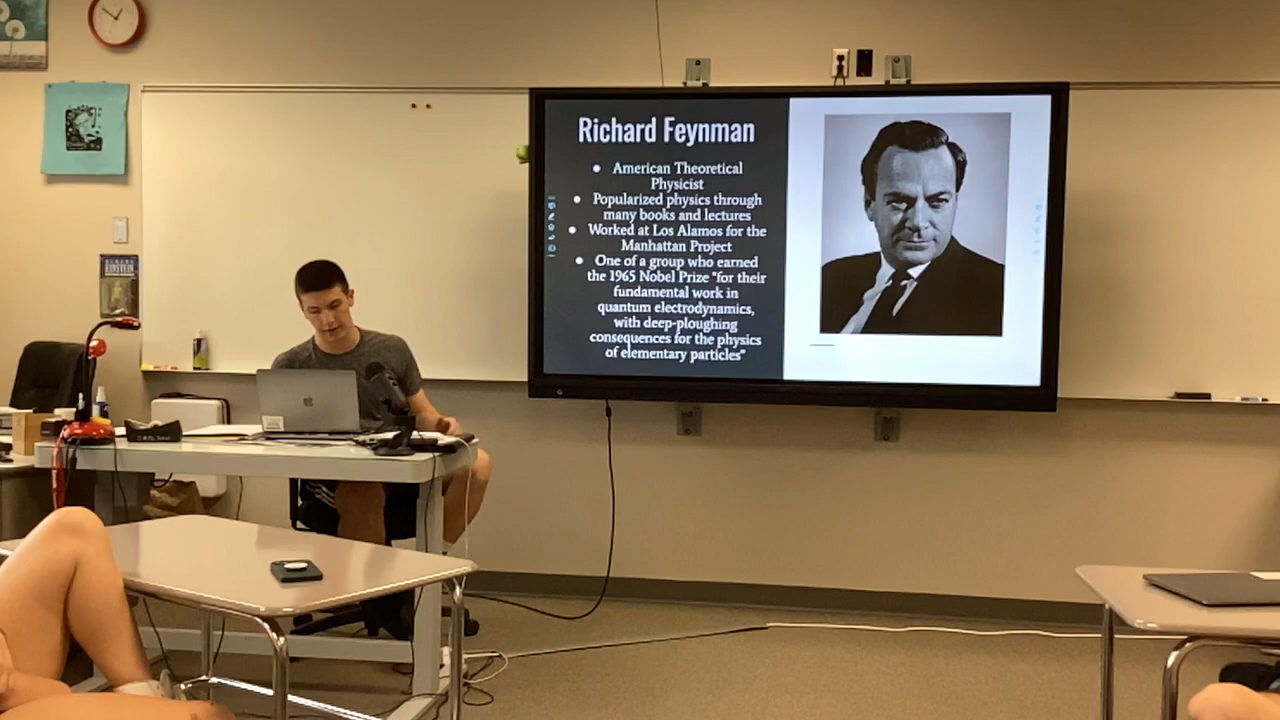 Richard Feynman
● American Theoretical
Physicist
● Popularized physics through
many books and lectures
● Worked at Los Alamos for the
Manhattan Project
● One of a group who earned
the 1965 Nobel Prize "for their
fundamental work in
quantum electrodynamics,
with deep-ploughing
consequences for the physics
of elementary particles"
EINSTEIN